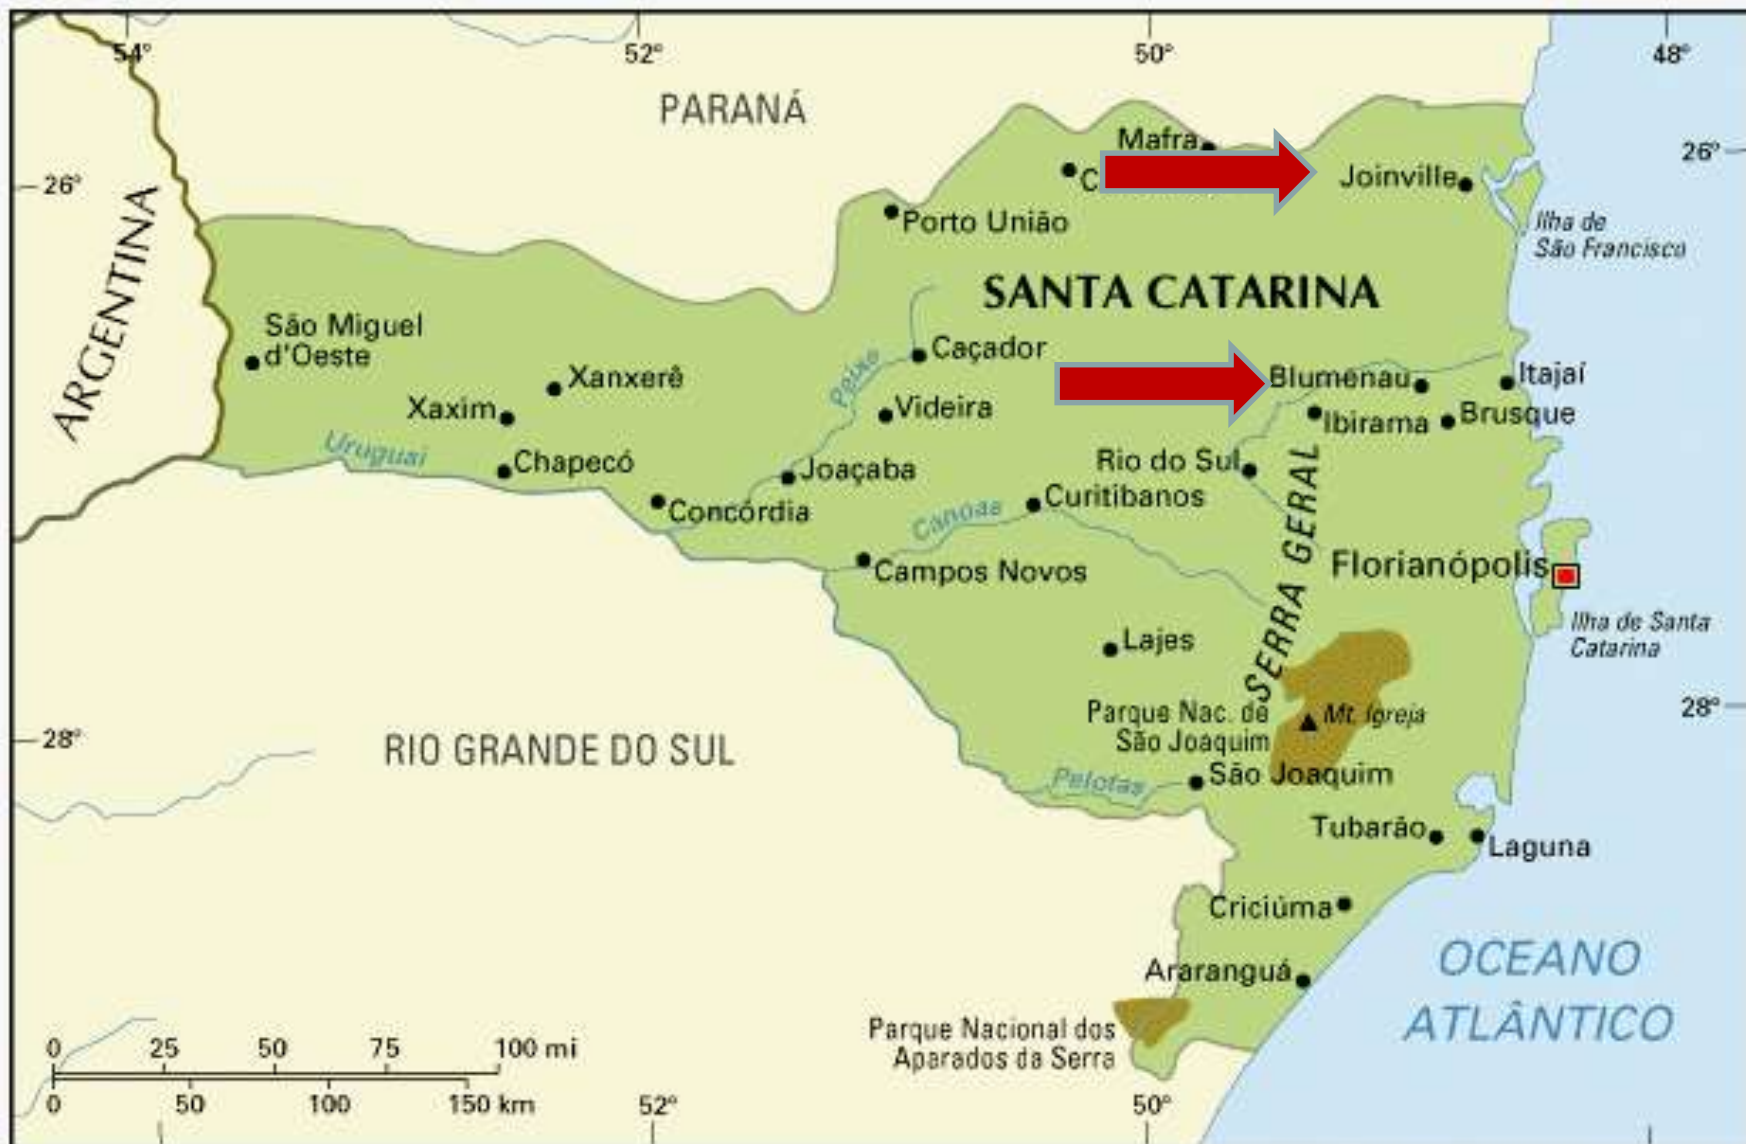 54°
52°
50°
48°
PARANÁ
Mafra
26°
C
Joinville
26°
Porto União
Ilha de
São Francisco
ARGENTINA
SANTA CATARINA
São Miguel
d'Oeste
Caçador
Peixe
Xanxerê
Blumenau
Itajaí
Xaxim
Videira
Ibirama
Brusque
Uruguai
Chapecó
Joaçaba
Rio do Sul
Concórdia
Canoas
Curitibanos
SERRA GERAL
Campos Novos
Florianópolis
Ilha de Santa
Catarina
Lajes
28°
Parque Nac. de
São Joaquim
Mt. Igreja
28°
RIO GRANDE DO SUL
Pelotas
São Joaquim
Tubarão
Laguna
Criciúma
OCEANO
ATLÂNTICO
Araranguá
Parque Nacional dos
Aparados da Serra
0 25 50 75 100 mi
0 50 100 150 km
52°
50°